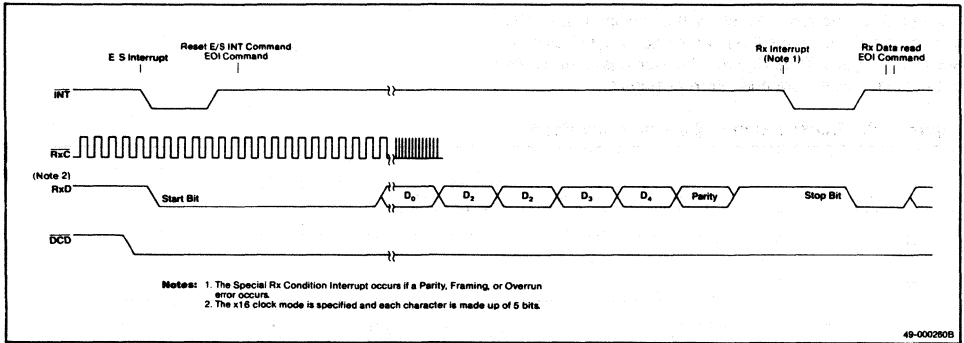 E S Interrupt
Reset E/S INT Command
EOI Command
Rx Interrupt
(Note 1)
Rx Data read
EOI Command
INT
RxC
(Note 2)
RxD
Start Bit
D0
D2
D2
D3
D4
Parity
Stop Bit
DCD
Notes: 1. The Special Rx Condition Interrupt occurs if a Parity, Framing, or Overrun
error occurs.
2. The x16 clock mode is specified and each character is made up of 5 bits.
49-000260B